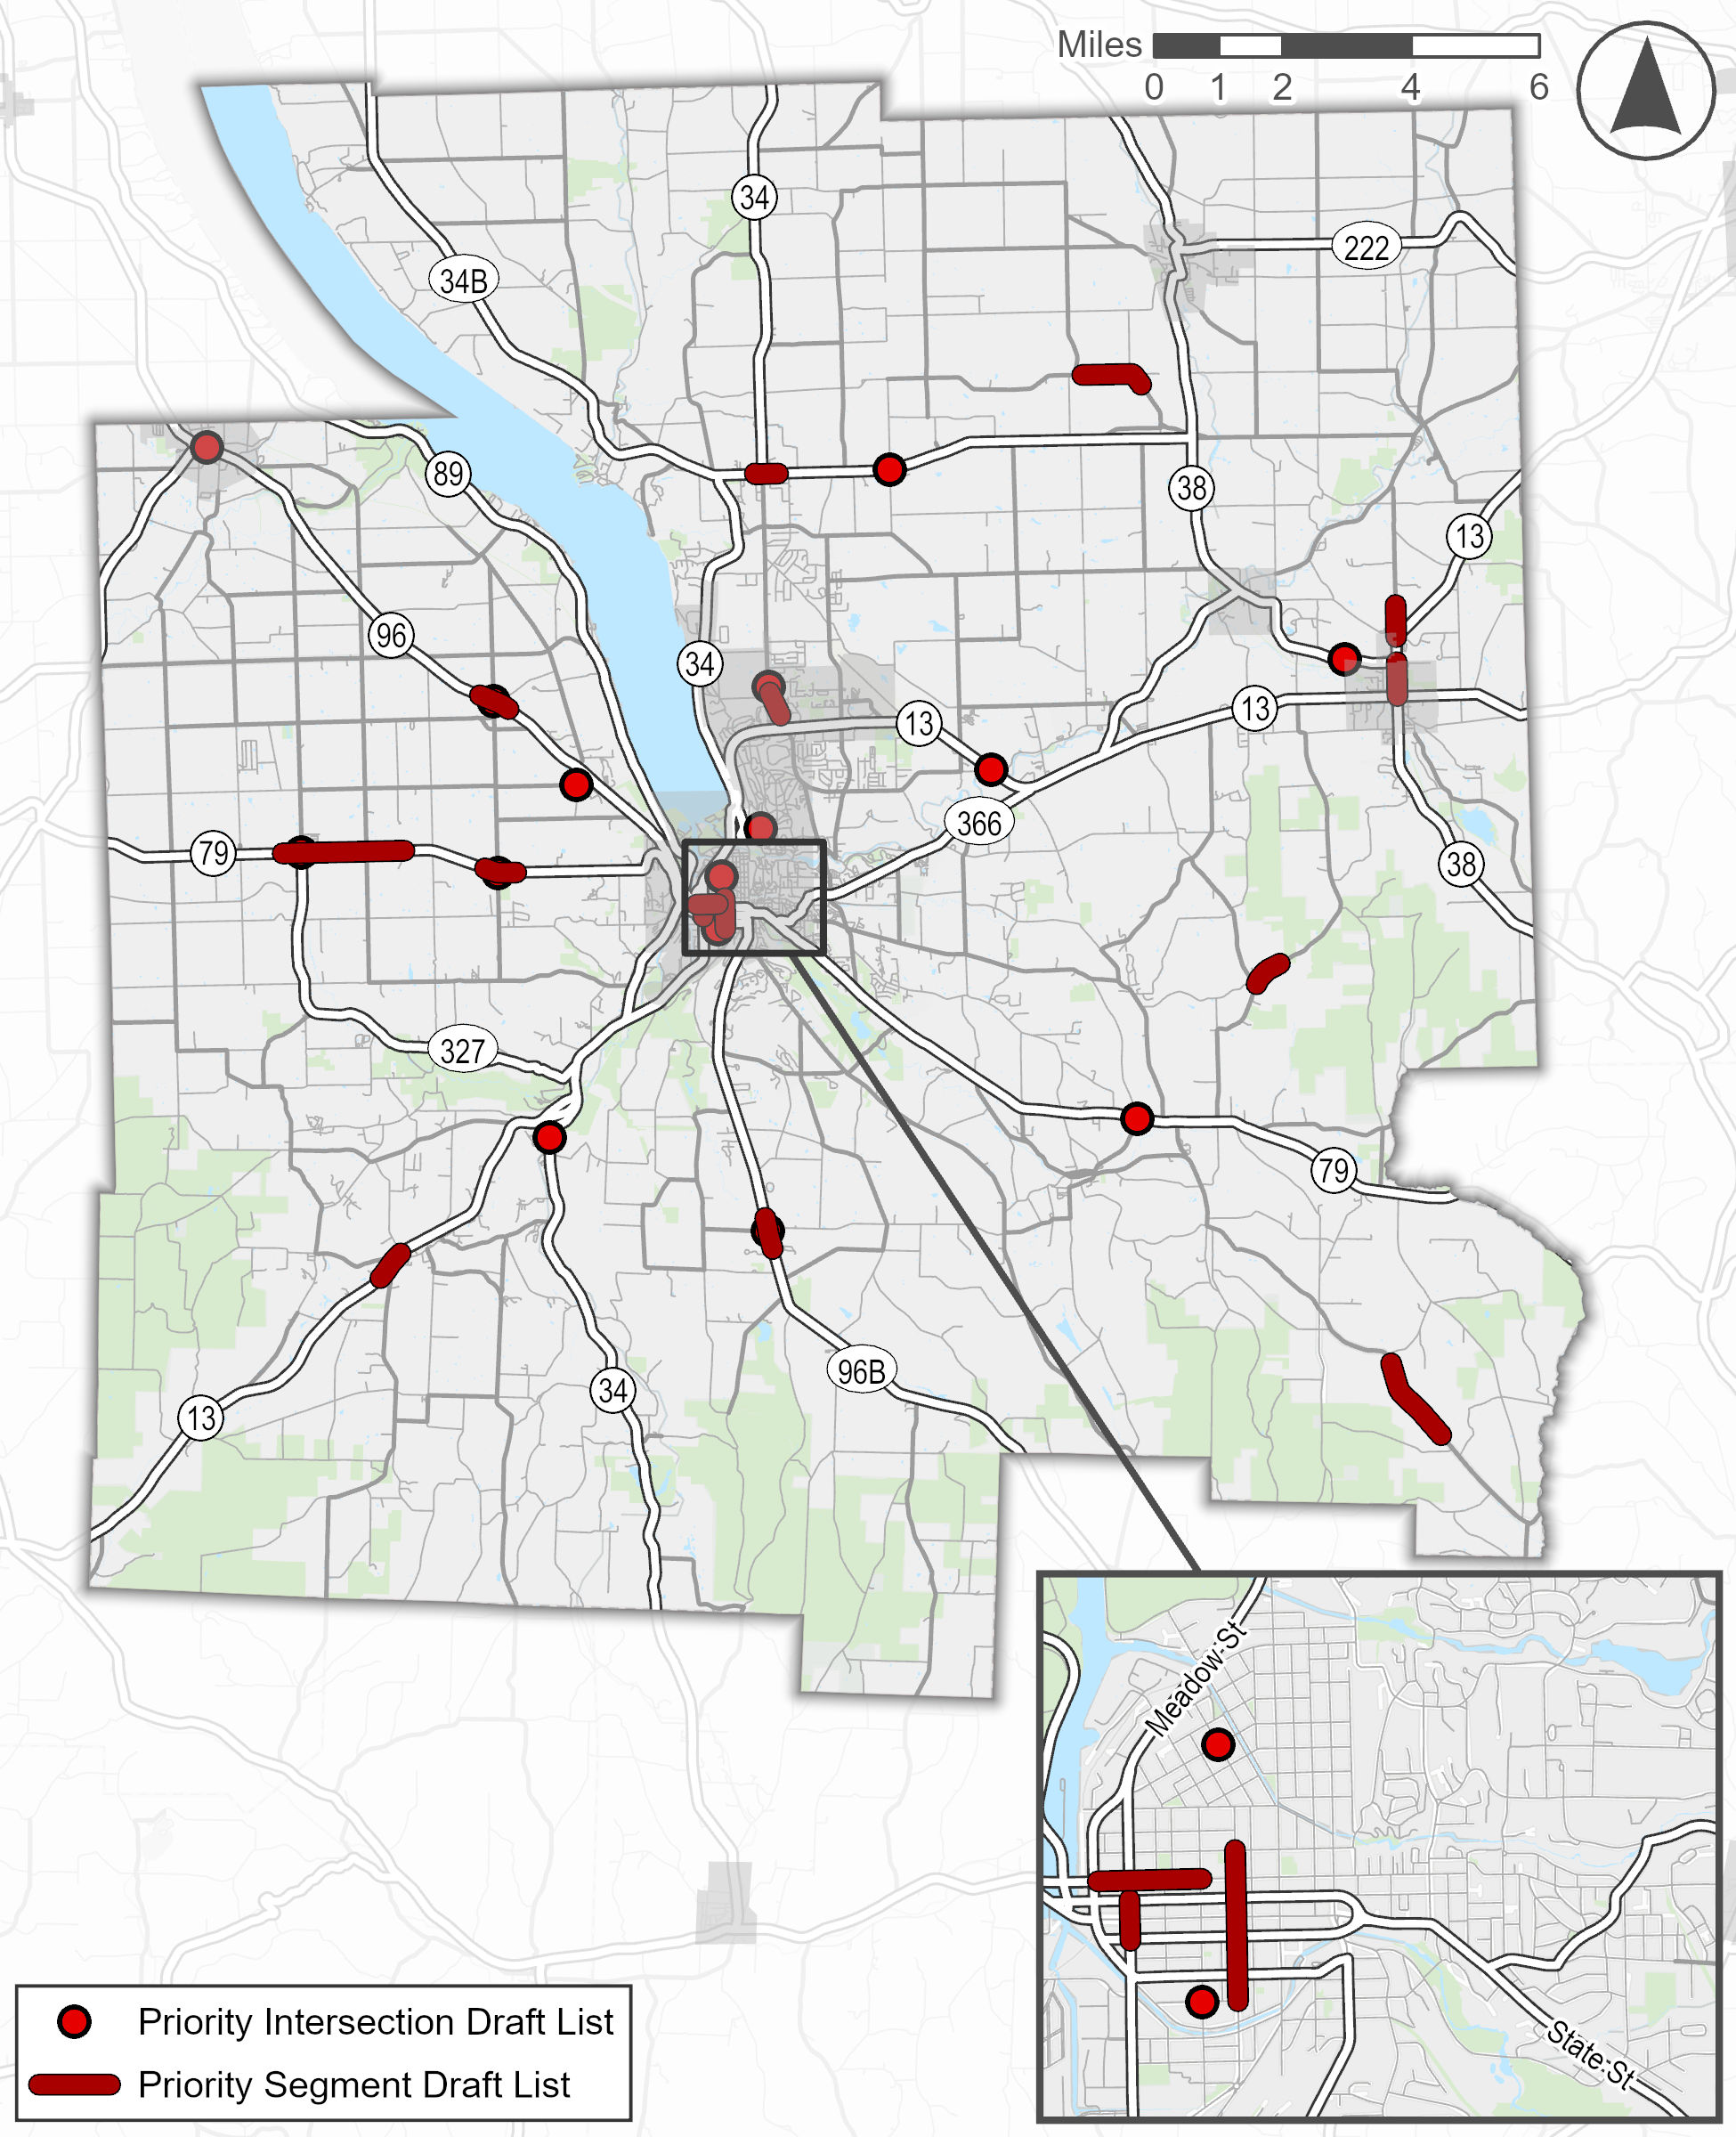 Miles
0 1 2 4 6
34
222
34B
89
38
13
96
34
13
13
366
79
38
327
79
96B
34
13
Meadow St
State St
Priority Intersection Draft List
Priority Segment Draft List